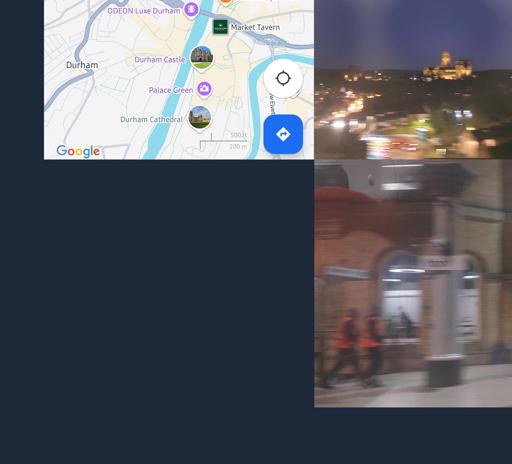 ODEON Luxe Durham
Market Tavern
Durham Castle
Durham
Palace Green
Durham Cathedral
500 ft
200 m
Google